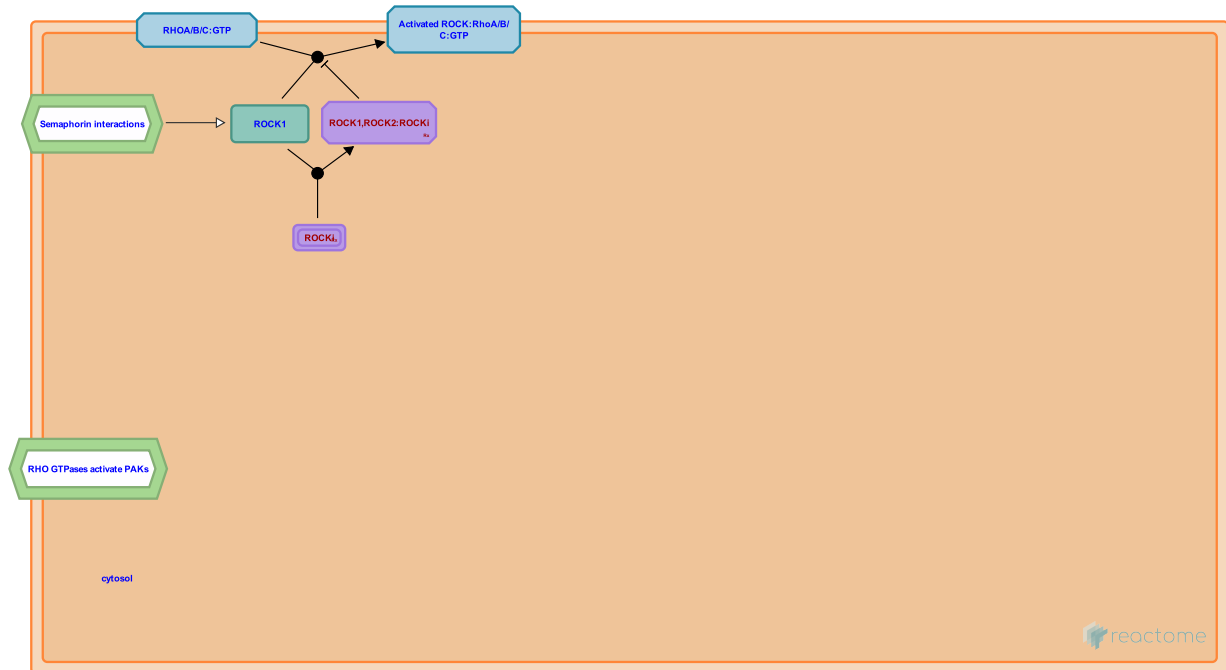 RHOA/B/C:GTP
Activated ROCK:RhoA/B/
C:GTP
Semaphorin interactions
ROCK1
ROCK1,ROCK2:ROCKi
Rx
ROCKi
RHO GTPases activate PAKs
cytosol
reactome